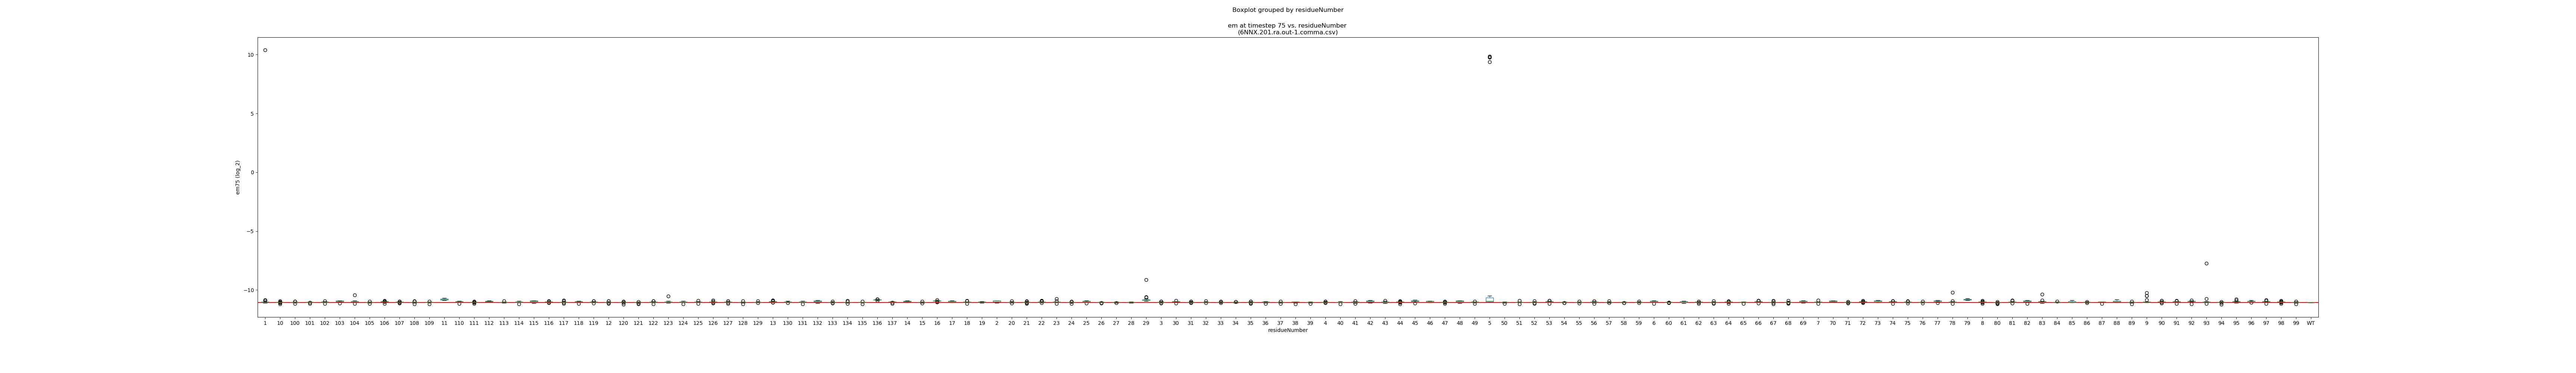 Boxplot grouped by residueNumber
em at timestep 75 vs. residueNumber
(6NNX.201.ra.out-1.comma.csv)
10
5
0
−5
−10
em75 (log_2)
1 10 100 101 102 103 104 105 106 107 108 109 11 110 111 112 113 114 115 116 117 118 119 12 120 121 122 123 124 125 126 127 128 129 13 130 131 132 133 134 135 136 137 14 15 16 17 18 19 2 20 21 22 23 24 25 26 27 28 29 3 30 31 32 33 34 35 36 37 38 39 4 40 41 42 43 44 45 46 47 48 49 5 50 51 52 53 54 55 56 57 58 59 6 60 61 62 63 64 65 66 67 68 69 7 70 71 72 73 74 75 76 77 78 79 8 80 81 82 83 84 85 86 87 88 89 9 90 91 92 93 94 95 96 97 98 99 WT
residueNumber